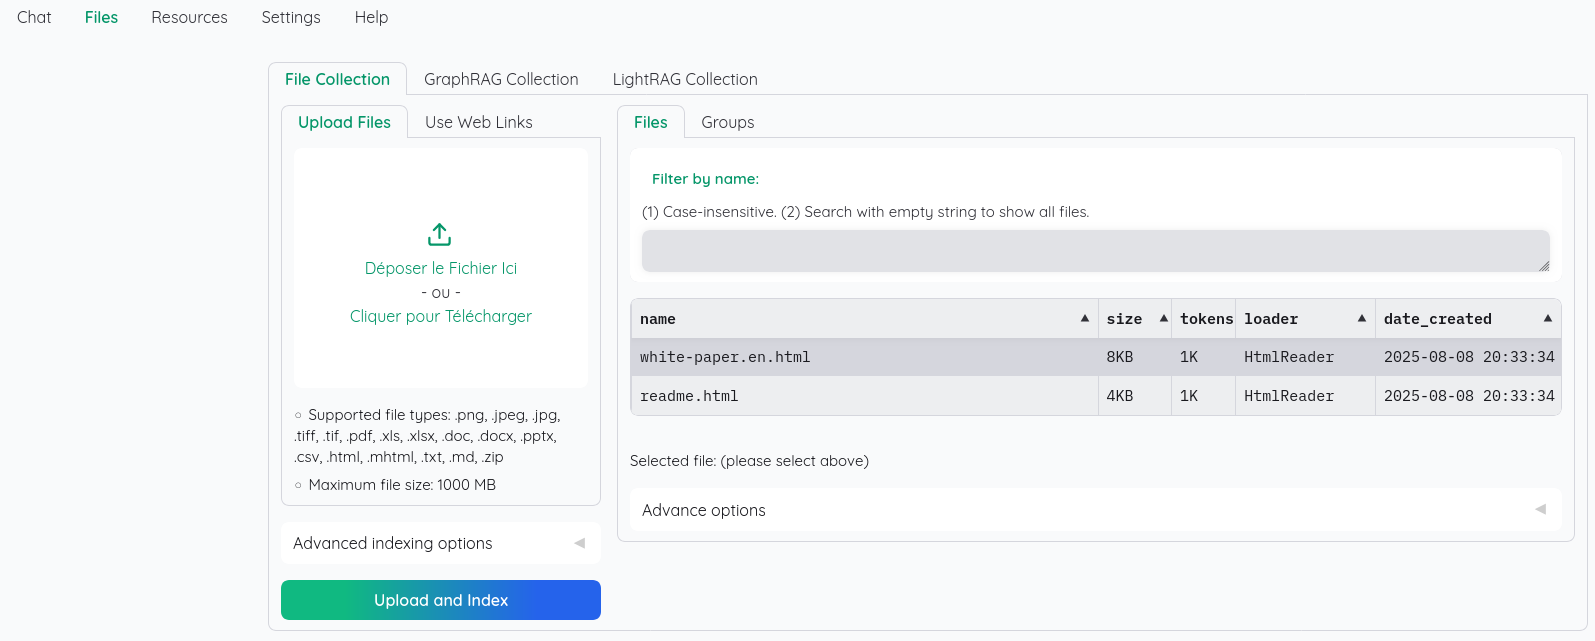 Chat Files Resources Settings Help
File Collection GraphRAG Collection LightRAG Collection
Upload Files Use Web Links
Déposer le Fichier Ici
- ou -
Cliquer pour Télécharger
Supported file types: .png, .jpeg, .jpg,
.tiff, .tif, .pdf, .xls, .xlsx, .doc, .docx, .pptx,
.csv, .html, .mhtml, .txt, .md, .zip
Maximum file size: 1000 MB
Advanced indexing options
Upload and Index
Files Groups
Filter by name:
(1) Case-insensitive. (2) Search with empty string to show all files.
name size tokens loader date_created
white-paper.en.html 8KB 1K HtmlReader 2025-08-08 20:33:34
readme.html 4KB 1K HtmlReader 2025-08-08 20:33:34
Selected file: (please select above)
Advance options